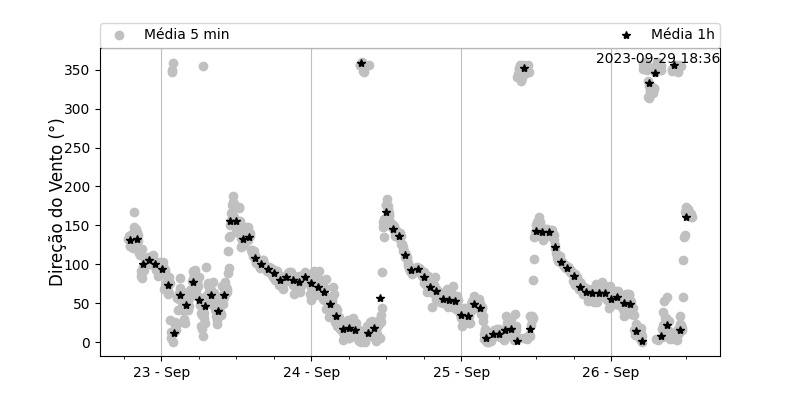 Média 5 min
Média 1h
2023-09-29 18:36
Direção do Vento (°)
350
300
250
200
150
100
50
0
23 - Sep
24 - Sep
25 - Sep
26 - Sep